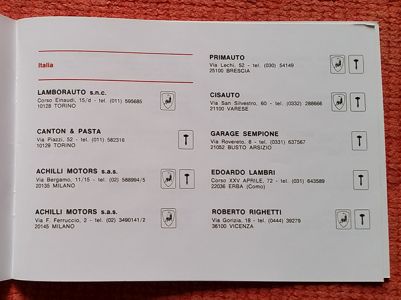 Italia
LAMBORAUTO s.n.c.
Corso Einaudi, 15/d - tel. (011) 595685
10128 TORINO
CANTON & PASTA
Via Piazzi, 52 - tel. (011) 582316
10129 TORINO
ACHILLI MOTORS s.a.s.
Via Bergamo, 11/15 - tel. (02) 588994/5
20135 MILANO
ACHILLI MOTORS s.a.s.
Via F. Ferruccio, 2 - tel. (02) 3490141/2
20145 MILANO
PRIMAUTO
Via Lechi, 52 - tel. (030) 54149
25100 BRESCIA
CISAUTO
Via San Silvestro, 60 - tel. (0332) 288666
21100 VARESE
GARAGE SEMPIONE
Via Rovereto, 6 - tel. (0331) 637567
21052 BUSTO ARSIZIO
EDOARDO LAMBRI
Corso XXV APRILE, 72 - tel. (031) 643589
22036 ERBA (Como)
ROBERTO RIGHETTI
Via Gorizia, 18 - tel. (0444) 39279
36100 VICENZA